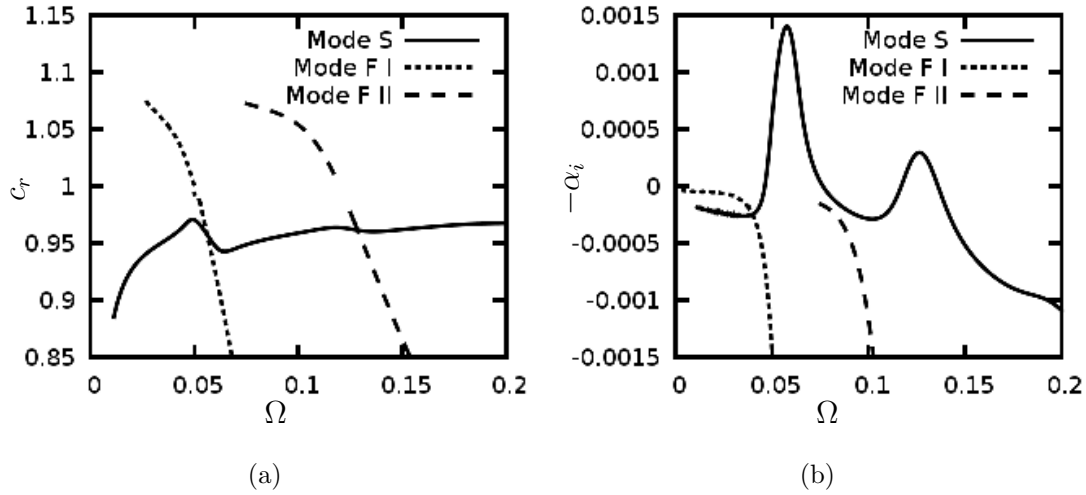 1.15
1.1
1.05
1
0.95
0.9
0.85
c_r
Mode S
Mode F I
Mode F II
0
0.05
0.1
0.15
0.2
Ω
(a)
0.0015
0.001
0.0005
0
-0.0005
-0.001
-0.0015
−α_i
Mode S
Mode F I
Mode F II
0
0.05
0.1
0.15
0.2
Ω
(b)